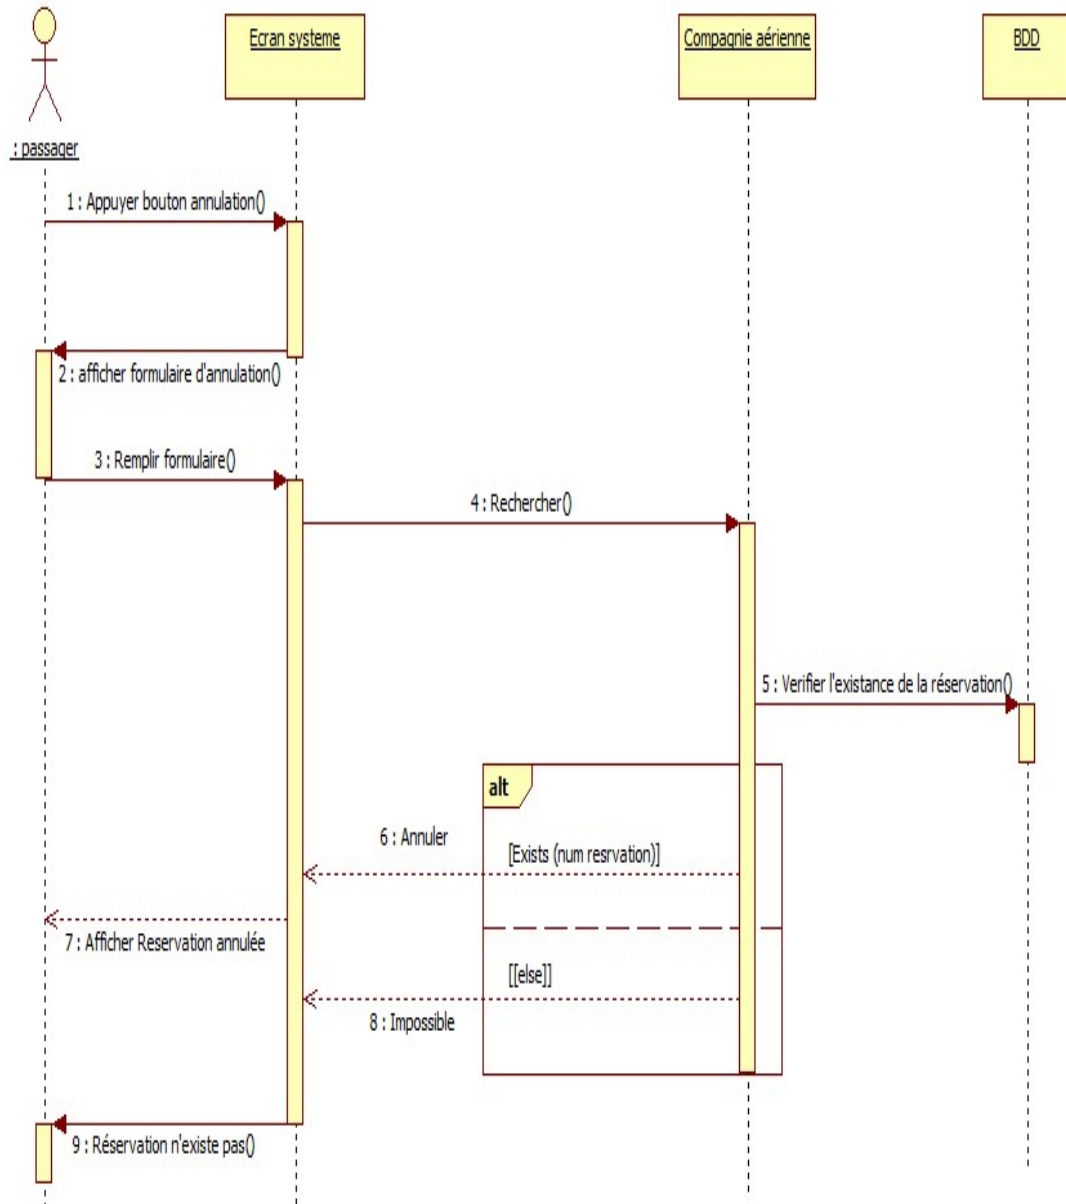 Ecran systeme
Compagnie aérienne
BDD
: passager
1 : Appuyer bouton annulation()
2 : afficher formulaire d'annulation()
3 : Remplir formulaire()
4 : Rechercher()
5 : Verifier l'existance de la réservation()
alt
6 : Annuler
[Exists (num resrvation)]
7 : Afficher Reservation annulée
[[else]]
8 : Impossible
9 : Réservation n'existe pas()